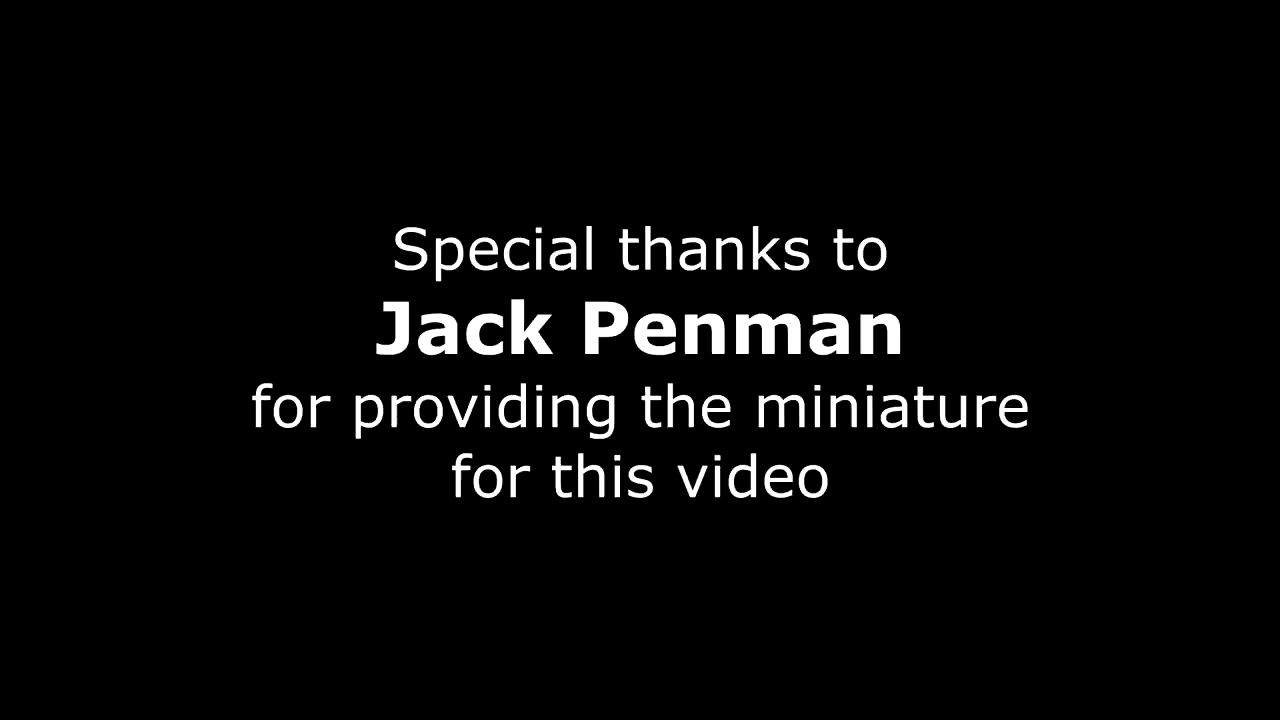 Special thanks to
Jack Penman
for providing the miniature
for this video